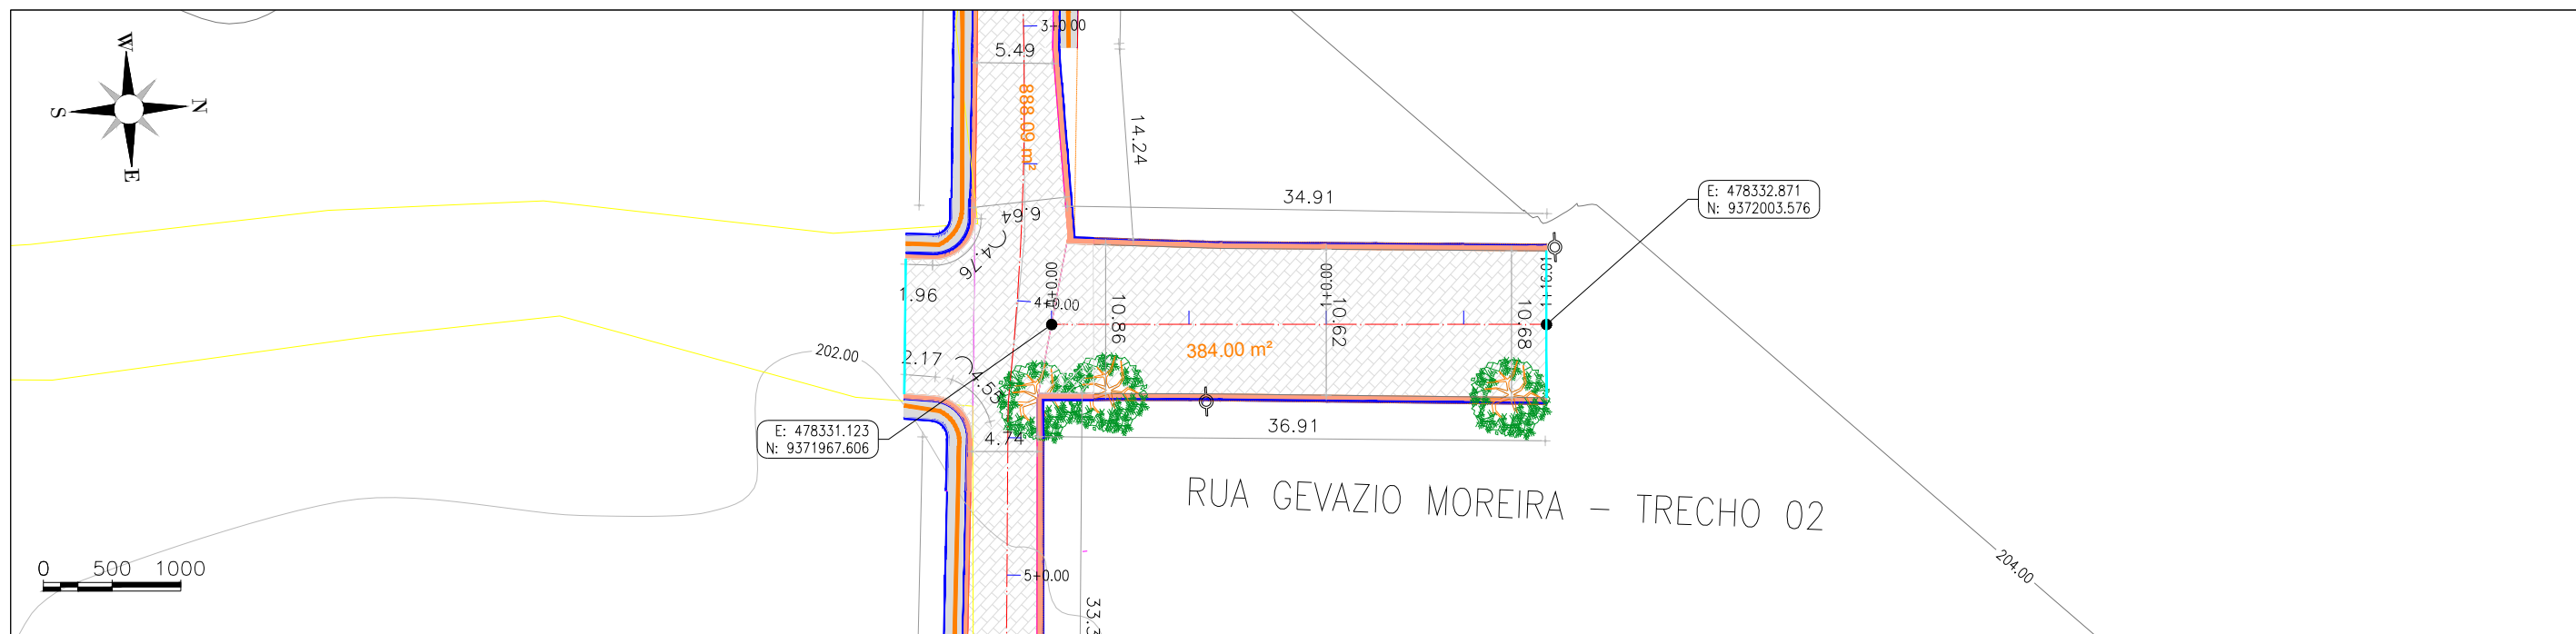 W
S
N
E
3+0.00
5.49
888.09 m²
14.24
34.91
E: 478332.871
N: 9372003.576
6.64
4.76
1.96
0+0.00
4+0.00
1+0.00
10.86
10.62
10.68
384.00 m²
202.00
2.17
4.55
E: 478331.123
N: 9371967.606
4.74
36.91
RUA GEVAZIO MOREIRA - TRECHO 02
0 500 1000
5+0.00
204.00